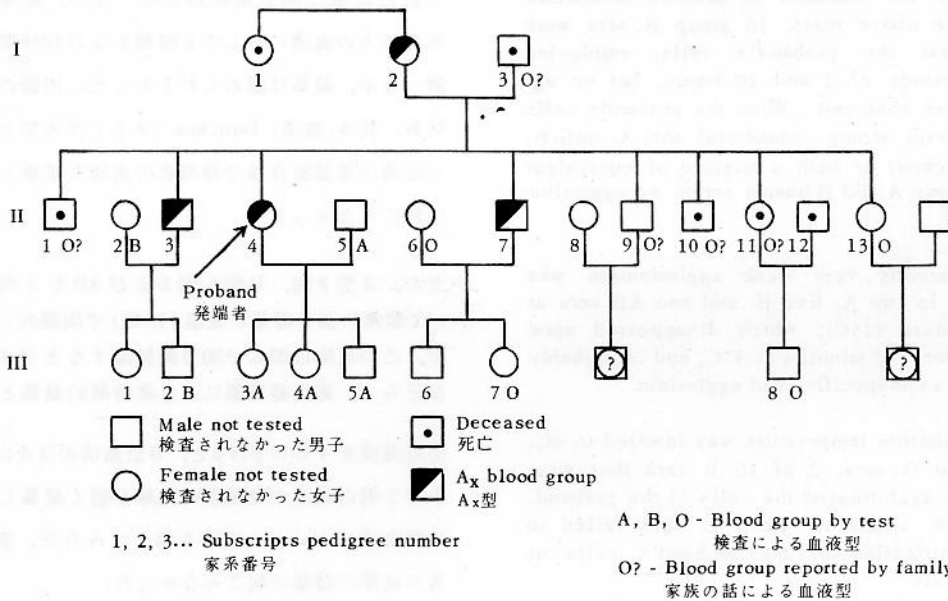 I
1 2 3 O?
II
1 O? 2 B 3 4 5 A 6 O 7 8 9 O? 10 O? 11 O? 12 13 O
Proband
発端者
? ?
III
1 2 B 3A 4A 5A 6 7 O 8 O
Male not tested
検査されなかった男子
Female not tested
検査されなかった女子
1, 2, 3... Subscripts pedigree number
家系番号
Deceased
死亡
Ax blood group
Ax型
A, B, O - Blood group by test
検査による血液型
O? - Blood group reported by family
家族の話による血液型